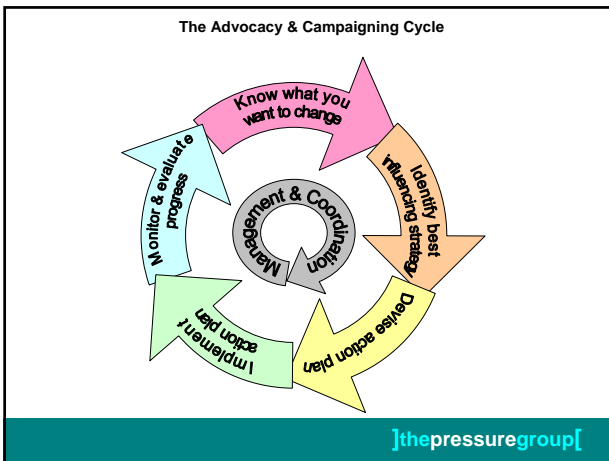 The Advocacy & Campaigning Cycle
Know what you
want to change
Identify best
influencing strategy
Devise action plan
Implement
action plan
Monitor & evaluate
progress
Management & Coordination
]thepressuregroup[